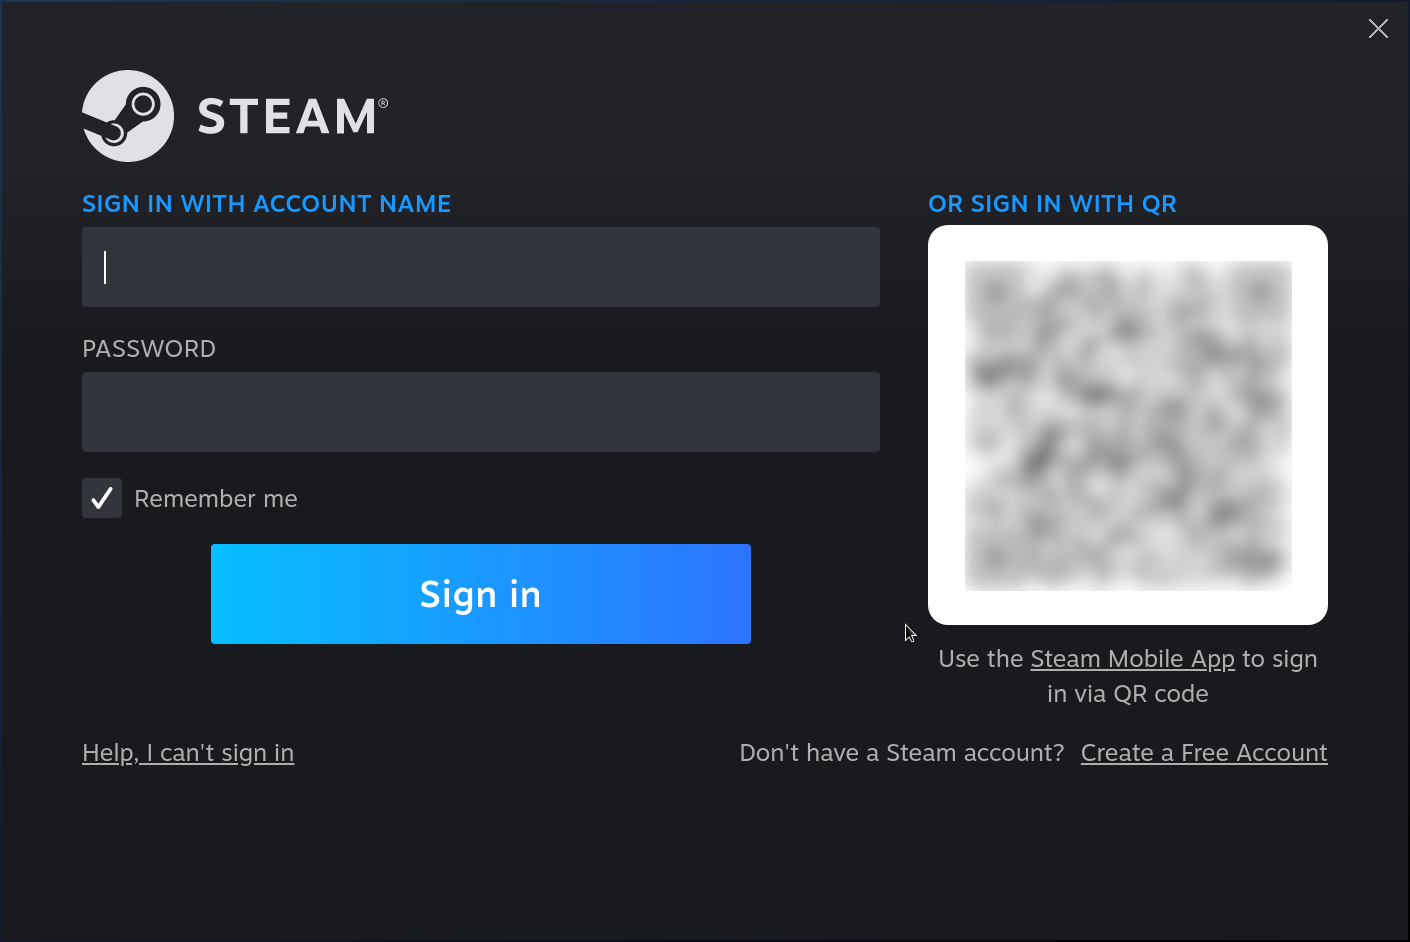 STEAM®
SIGN IN WITH ACCOUNT NAME
PASSWORD
Remember me
Sign in
Help, I can't sign in
OR SIGN IN WITH QR
Use the Steam Mobile App to sign
in via QR code
Don't have a Steam account? Create a Free Account